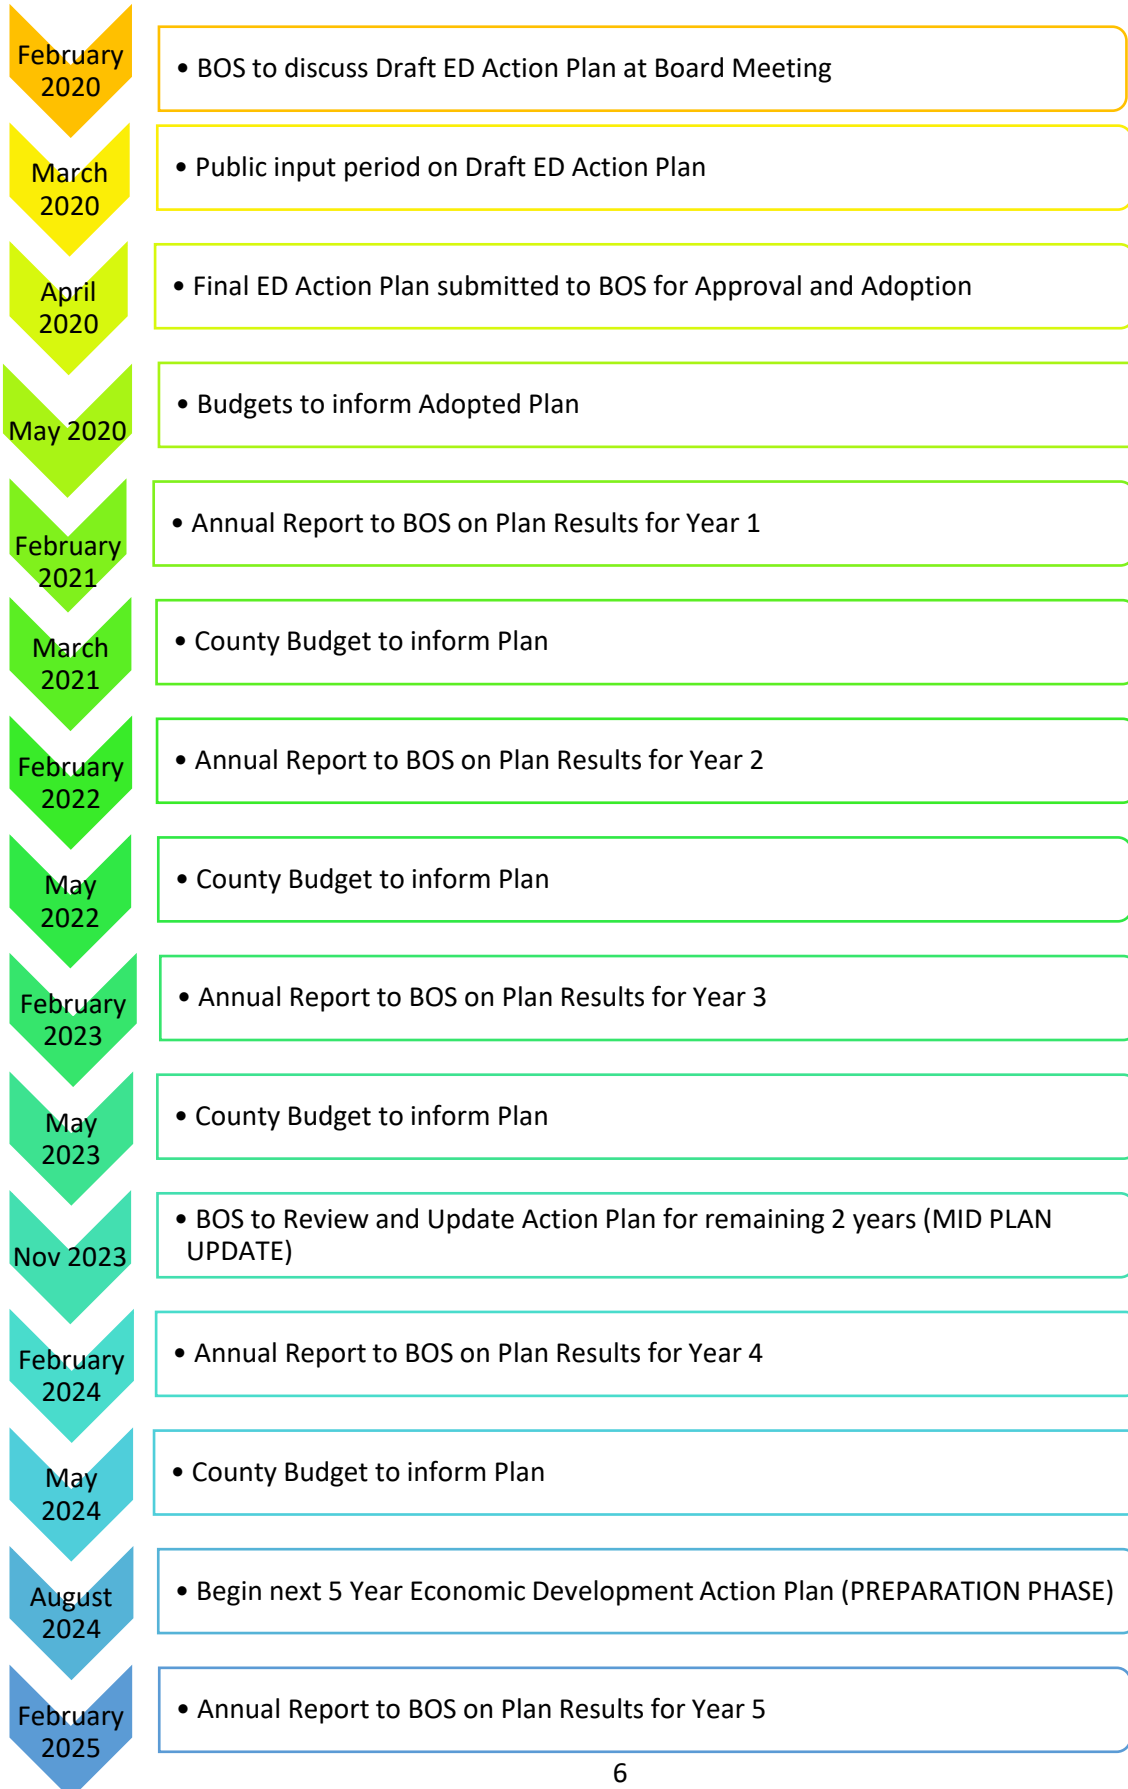 February
2020
• BOS to discuss Draft ED Action Plan at Board Meeting
March
2020
• Public input period on Draft ED Action Plan
April
2020
• Final ED Action Plan submitted to BOS for Approval and Adoption
May 2020
• Budgets to inform Adopted Plan
February
2021
• Annual Report to BOS on Plan Results for Year 1
March
2021
• County Budget to inform Plan
February
2022
• Annual Report to BOS on Plan Results for Year 2
May
2022
• County Budget to inform Plan
February
2023
• Annual Report to BOS on Plan Results for Year 3
May
2023
• County Budget to inform Plan
Nov 2023
• BOS to Review and Update Action Plan for remaining 2 years (MID PLAN
UPDATE)
February
2024
• Annual Report to BOS on Plan Results for Year 4
May
2024
• County Budget to inform Plan
August
2024
• Begin next 5 Year Economic Development Action Plan (PREPARATION PHASE)
February
2025
• Annual Report to BOS on Plan Results for Year 5
6